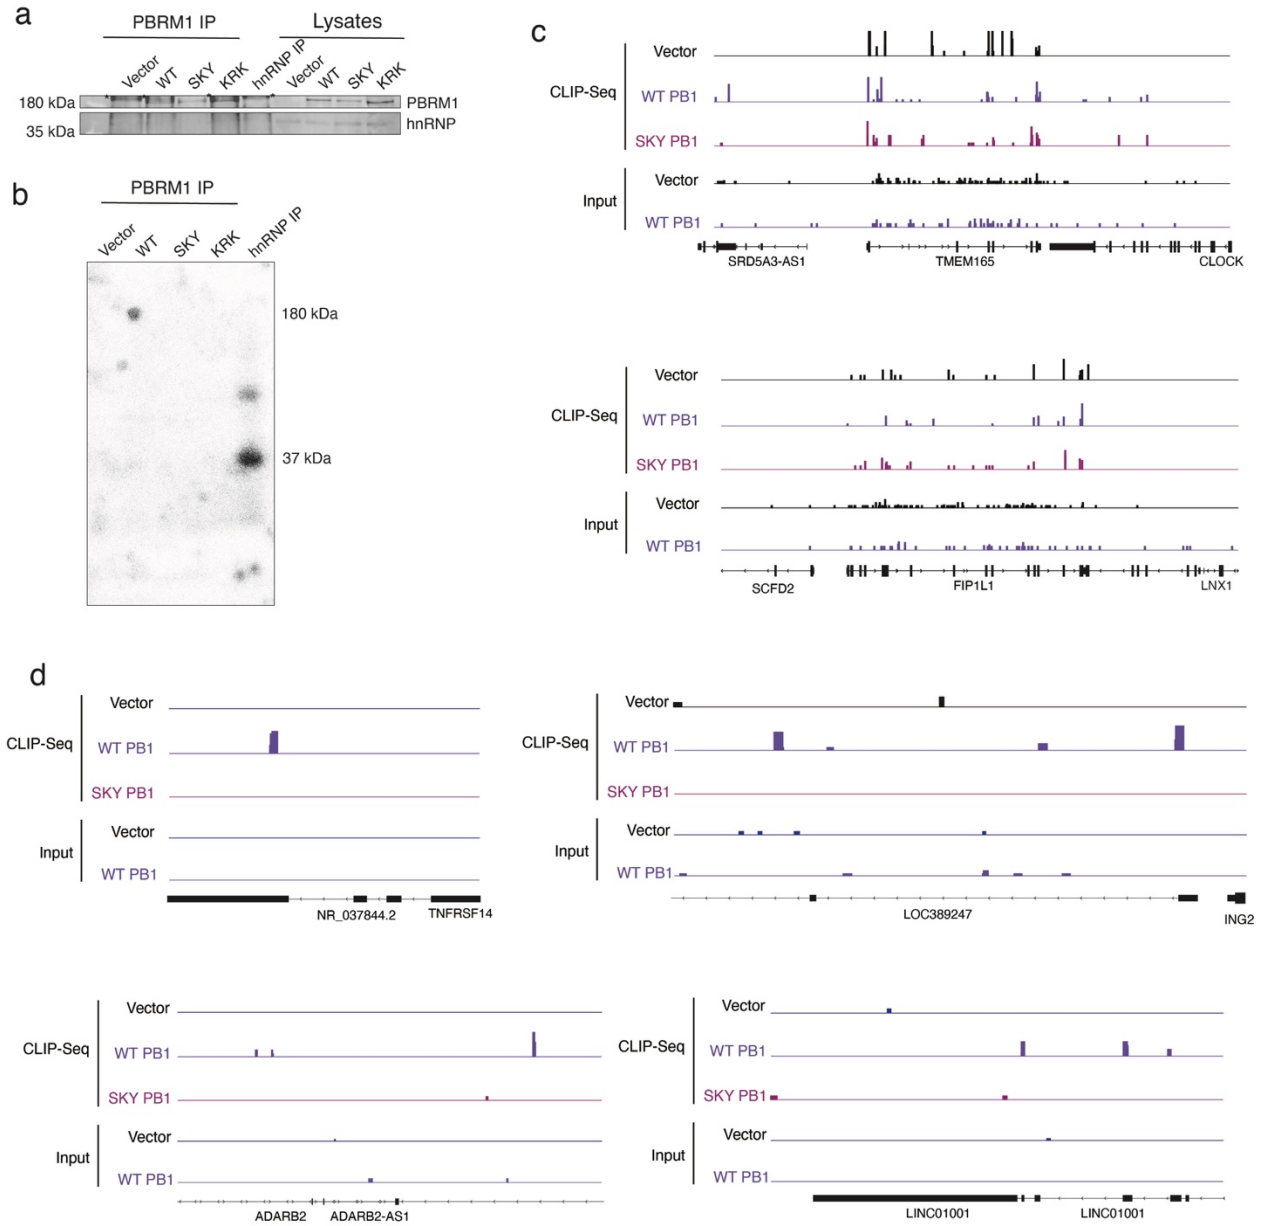 a
PBRM1 IP
Lysates
Vector
WT
SKY
KRK
hnRNP IP
Vector
WT
SKY
KRK
180 kDa
PBRM1
35 kDa
hnRNP
b
PBRM1 IP
Vector
WT
SKY
KRK
hnRNP IP
180 kDa
37 kDa
c
CLIP-Seq
Vector
WT PB1
SKY PB1
Input
Vector
WT PB1
SRD5A3-AS1
TMEM165
CLOCK
CLIP-Seq
Vector
WT PB1
SKY PB1
Input
Vector
WT PB1
SCFD2
FIP1L1
LNX1
d
CLIP-Seq
Vector
WT PB1
SKY PB1
Input
Vector
WT PB1
NR_037844.2
TNFRSF14
CLIP-Seq
Vector
WT PB1
SKY PB1
Input
Vector
WT PB1
LOC389247
ING2
CLIP-Seq
Vector
WT PB1
SKY PB1
Input
Vector
WT PB1
ADARB2
ADARB2-AS1
CLIP-Seq
Vector
WT PB1
SKY PB1
Input
Vector
WT PB1
LINC01001
LINC01001